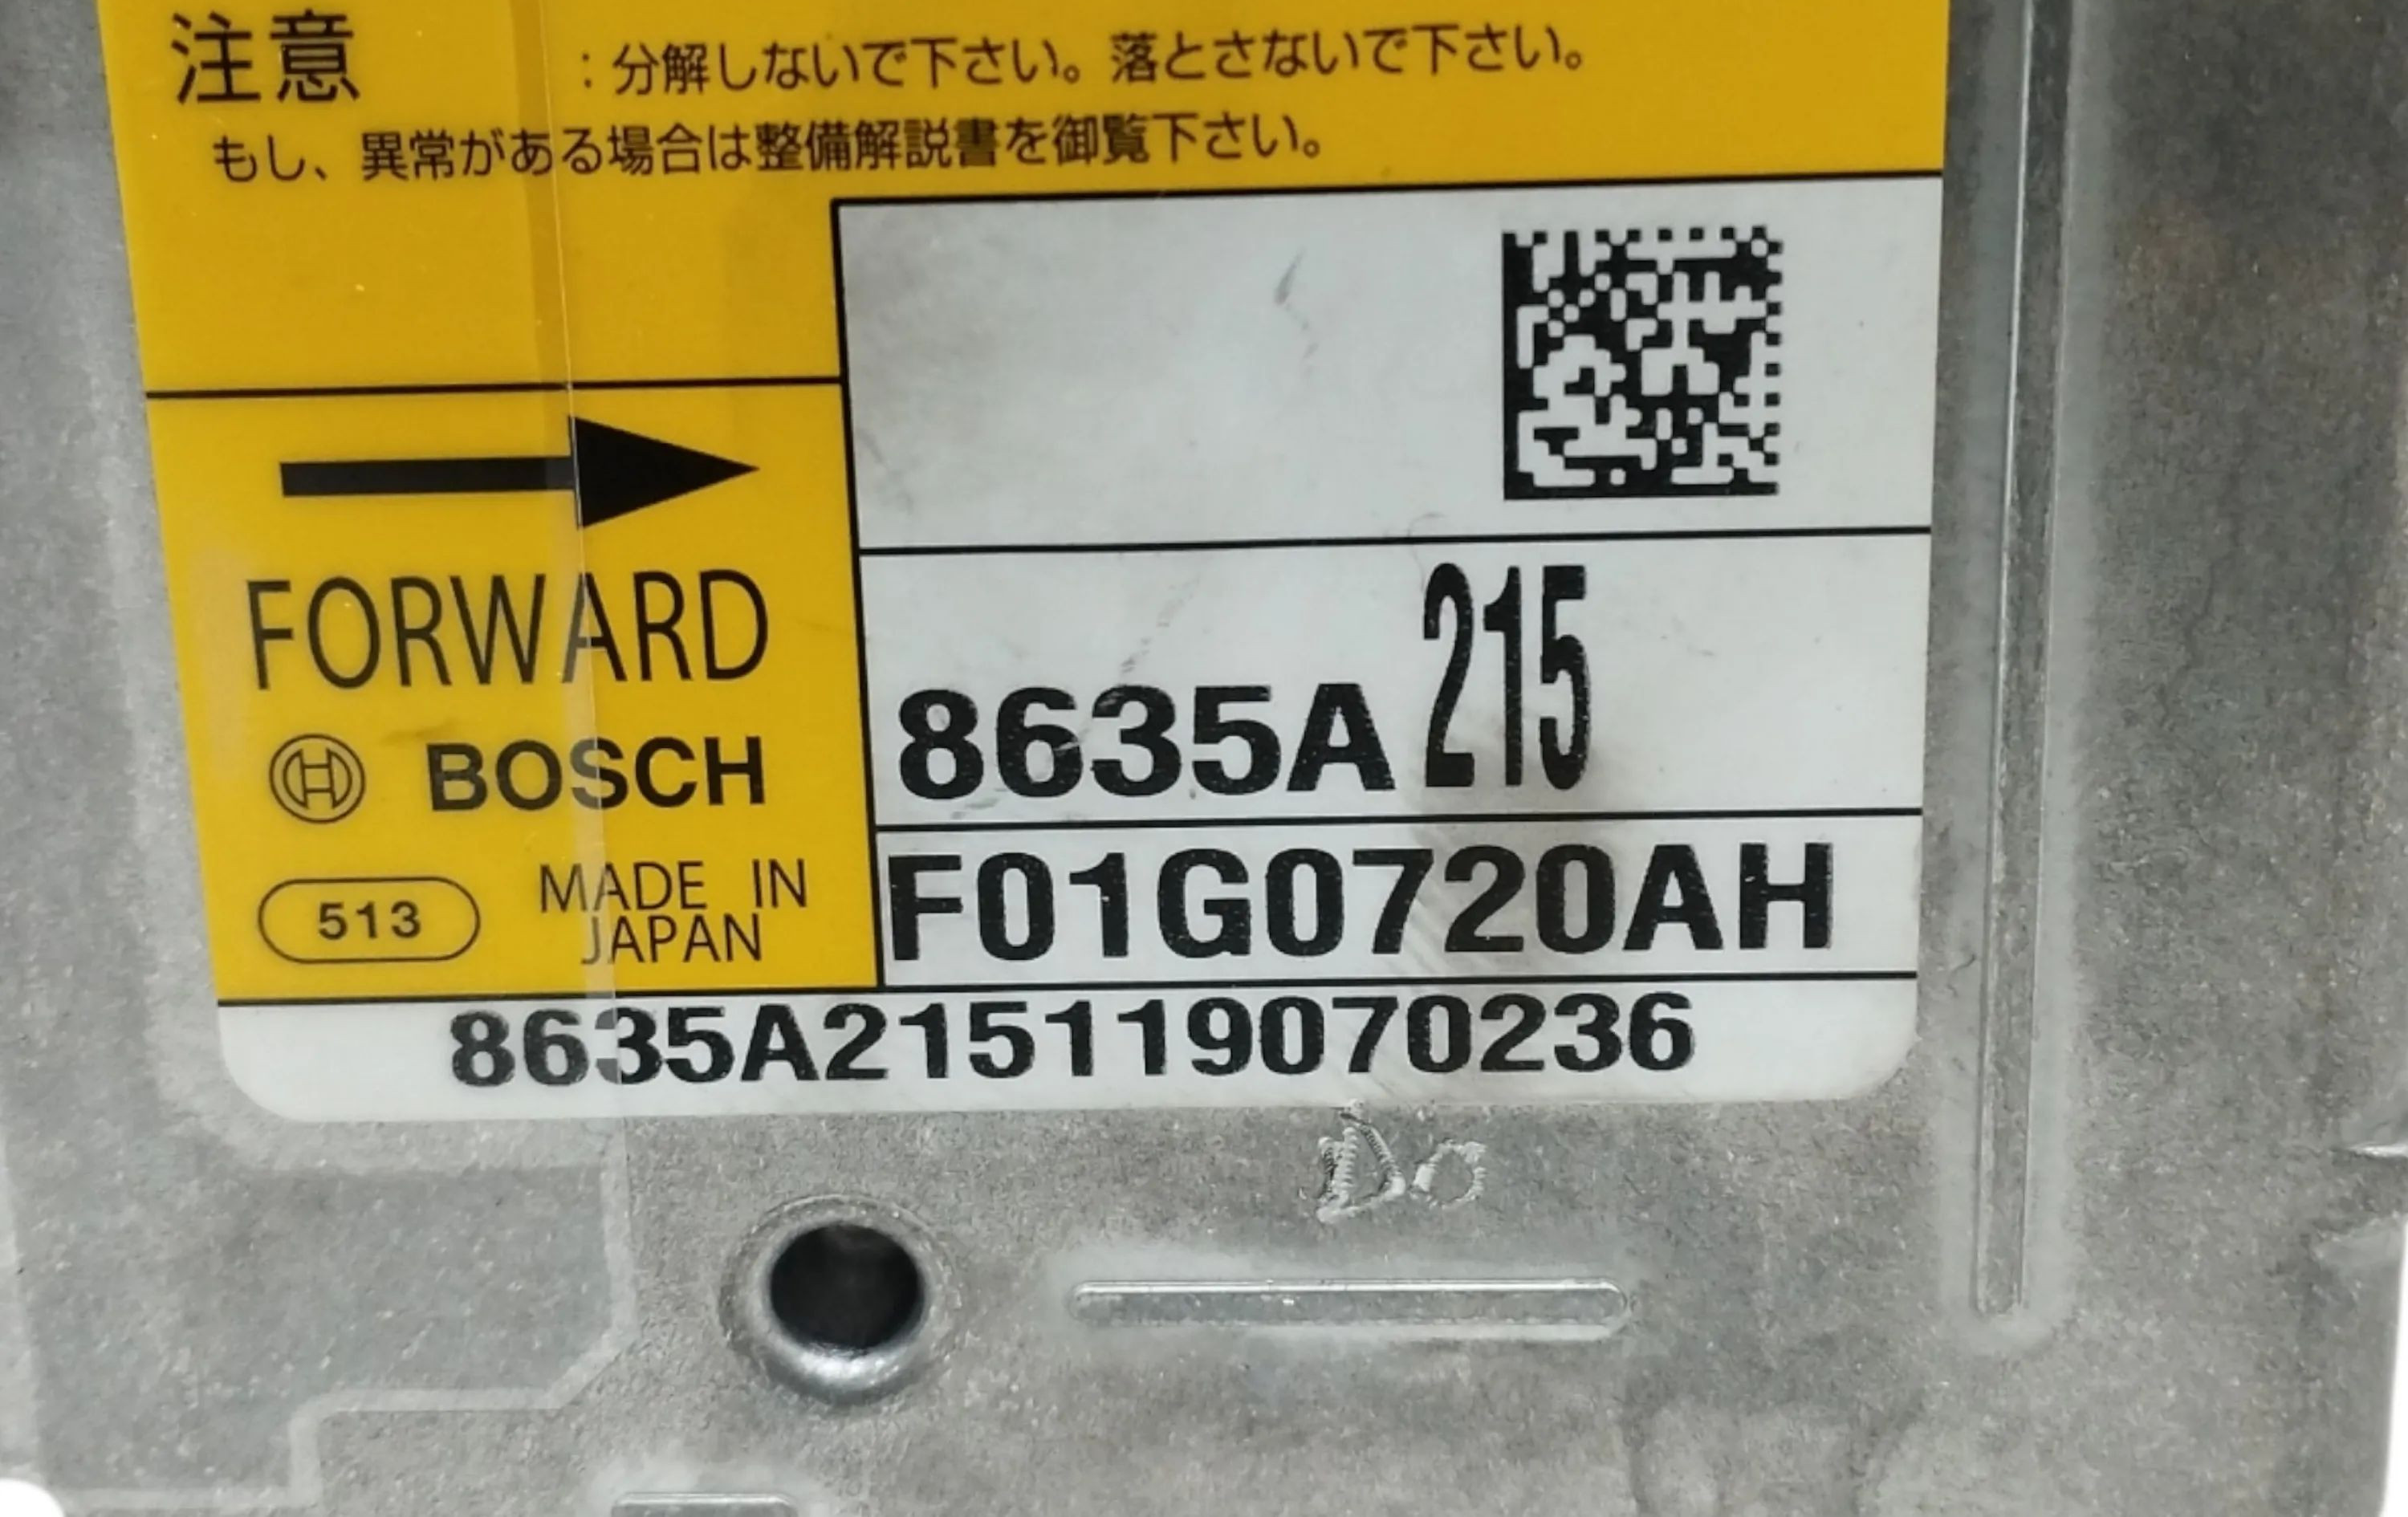 注意 : 分解しないで下さい。落とさないで下さい。
もし、異常がある場合は整備解説書を御覧下さい。
FORWARD
BOSCH
513 MADE IN
JAPAN
8635A215
F01G0720AH
8635A215119070236
Do